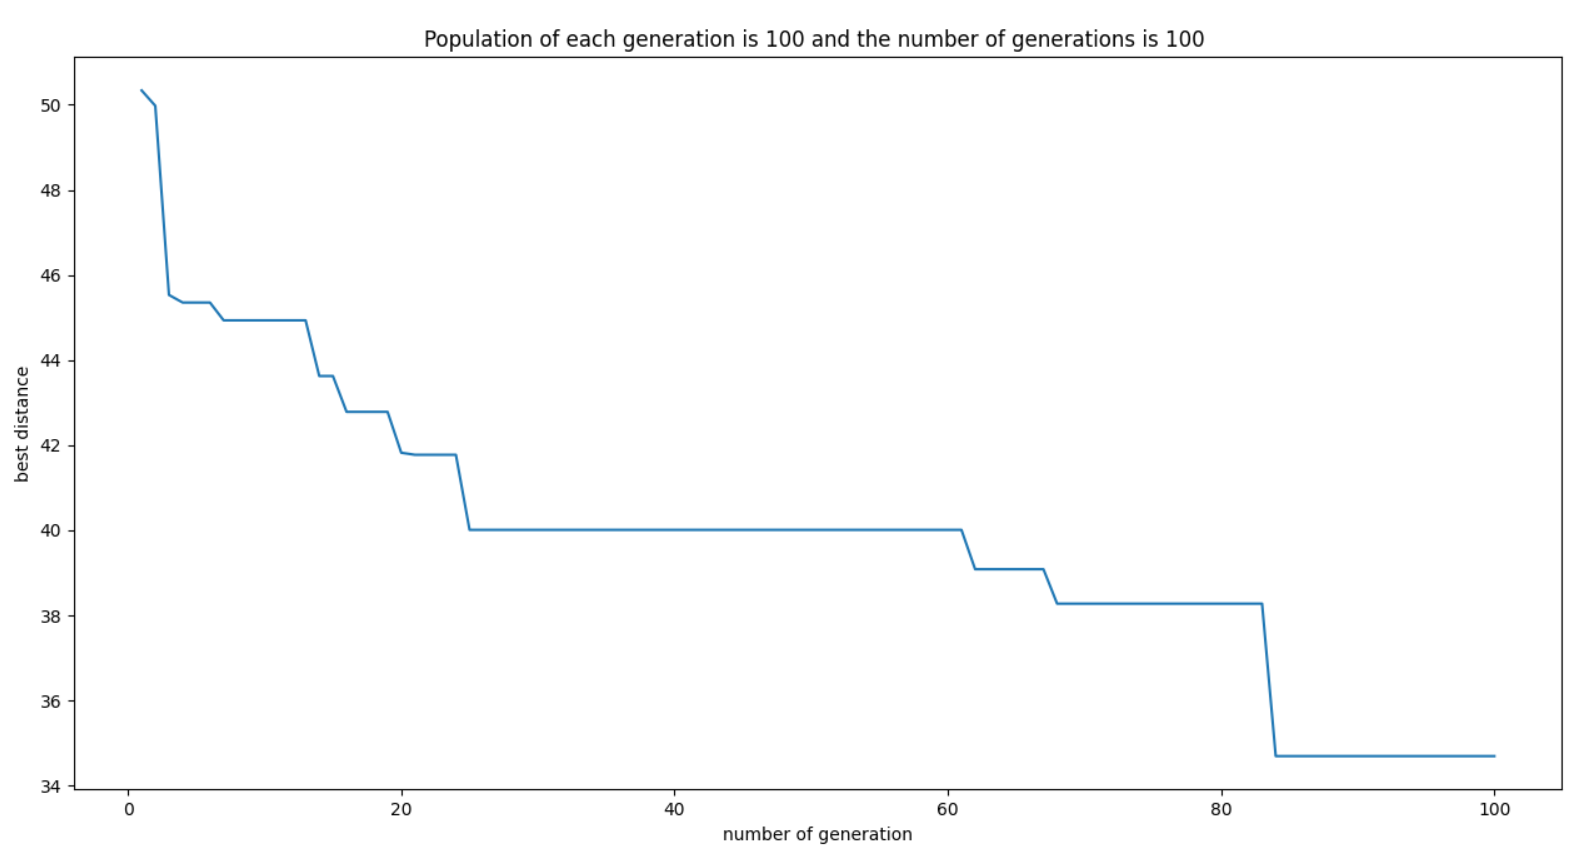 Population of each generation is 100 and the number of generations is 100
50
48
46
44
42
40
38
36
34
best distance
0 20 40 60 80 100
number of generation